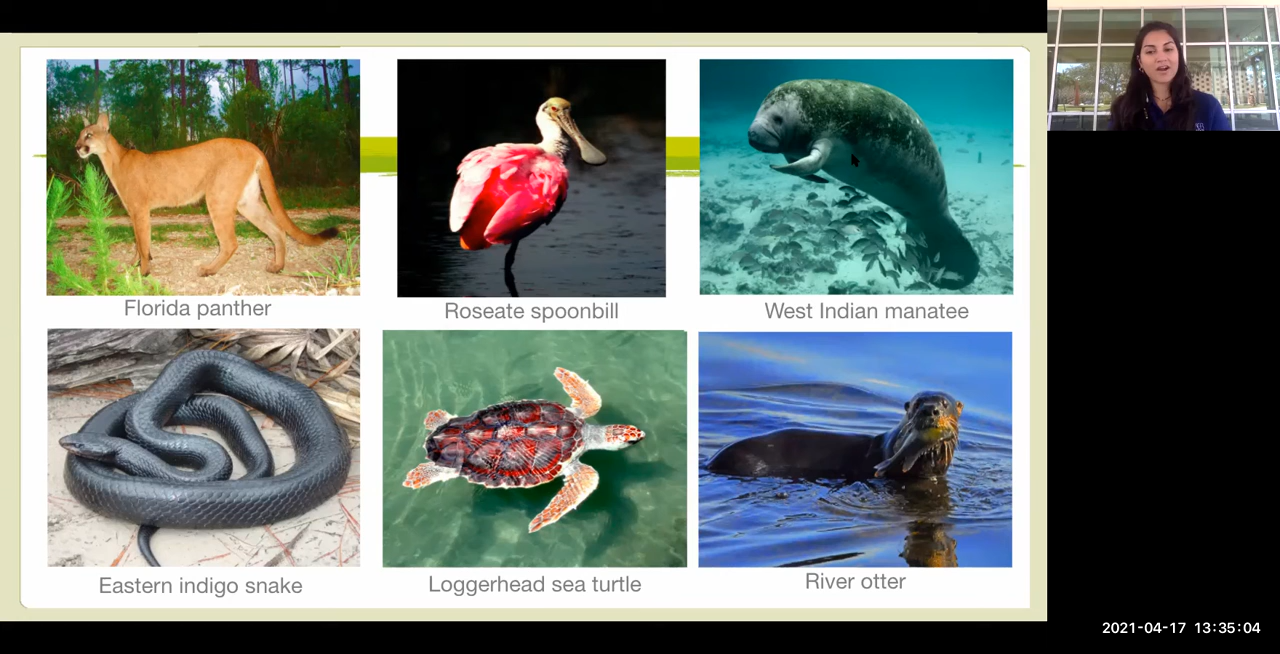 Florida panther
Roseate spoonbill
West Indian manatee
Eastern indigo snake
Loggerhead sea turtle
River otter
2021-04-17 13:35:04